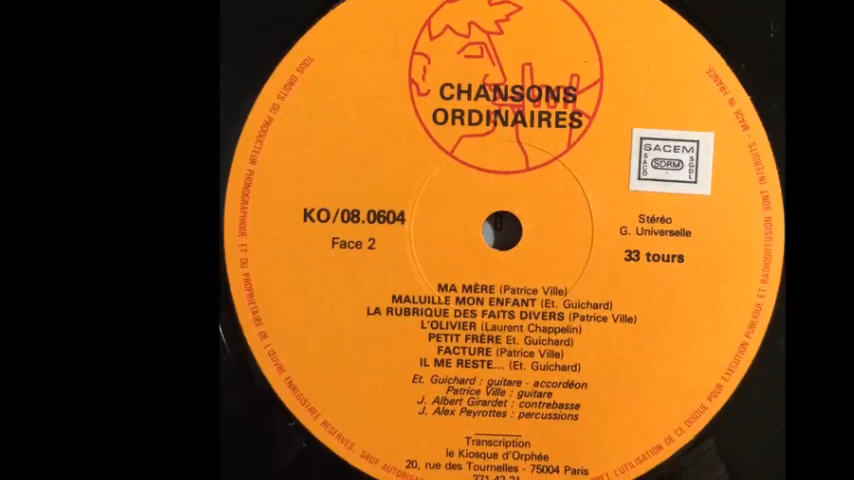 CHANSONS
ORDINAIRES
SACEM
SACD
SDRM
SGDL
KO/08.0604
Face 2
Stéréo
G. Universelle
33 tours
MA MÈRE (Patrice Ville)
MALUILLE MON ENFANT (Et. Guichard)
LA RUBRIQUE DES FAITS DIVERS (Patrice Ville)
L'OLIVIER (Laurent Chappelin)
PETIT FRÈRE Et. Guichard)
FACTURE (Patrice Ville)
IL ME RESTE... (Et. Guichard)
Et. Guichard : guitare - accordéon
Patrice Ville : guitare
J. Albert Girardet : contrebasse
J. Alex Peyrottes : percussions
Transcription
le Kiosque d'Orphée
20, rue des Tournelles - 75004 Paris
TOUS DROITS DU PRODUCTEUR PHONOGRAPHIQUE ET DU PROPRIÉTAIRE DE L'ŒUVRE ENREGISTRÉE RÉSERVÉS. SAUF AUTORISA
PRET L'UTILISATION DE CE DISQUE POUR EXÉCUTION PUBLIQUE ET RADIODIFFUSION SONT INTERDITS - MADE IN FRANCE